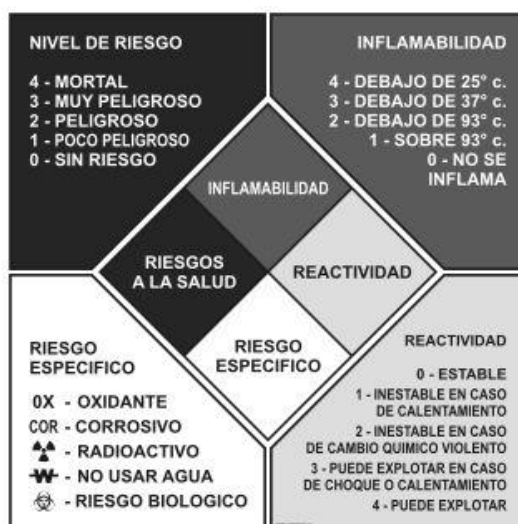 NIVEL DE RIESGO
4 - MORTAL
3 - MUY PELIGROSO
2 - PELIGROSO
1 - POCO PELIGROSO
0 - SIN RIESGO
INFLAMABILIDAD
4 - DEBAJO DE 25° c.
3 - DEBAJO DE 37° c.
2 - DEBAJO DE 93° c.
1 - SOBRE 93° c.
0 - NO SE
INFLAMA
INFLAMABILIDAD
RIESGOS
A LA SALUD
REACTIVIDAD
RIESGO
ESPECIFICO
RIESGO
ESPECIFICO
0X - OXIDANTE
COR - CORROSIVO
- RADIOACTIVO
W - NO USAR AGUA
- RIESGO BIOLOGICO
REACTIVIDAD
0 - ESTABLE
1 - INESTABLE EN CASO
DE CALENTAMIENTO
2 - INESTABLE EN CASO
DE CAMBIO QUIMICO VIOLENTO
3 - PUEDE EXPLOTAR EN CASO
DE CHOQUE O CALENTAMIENTO
4 - PUEDE EXPLOTAR